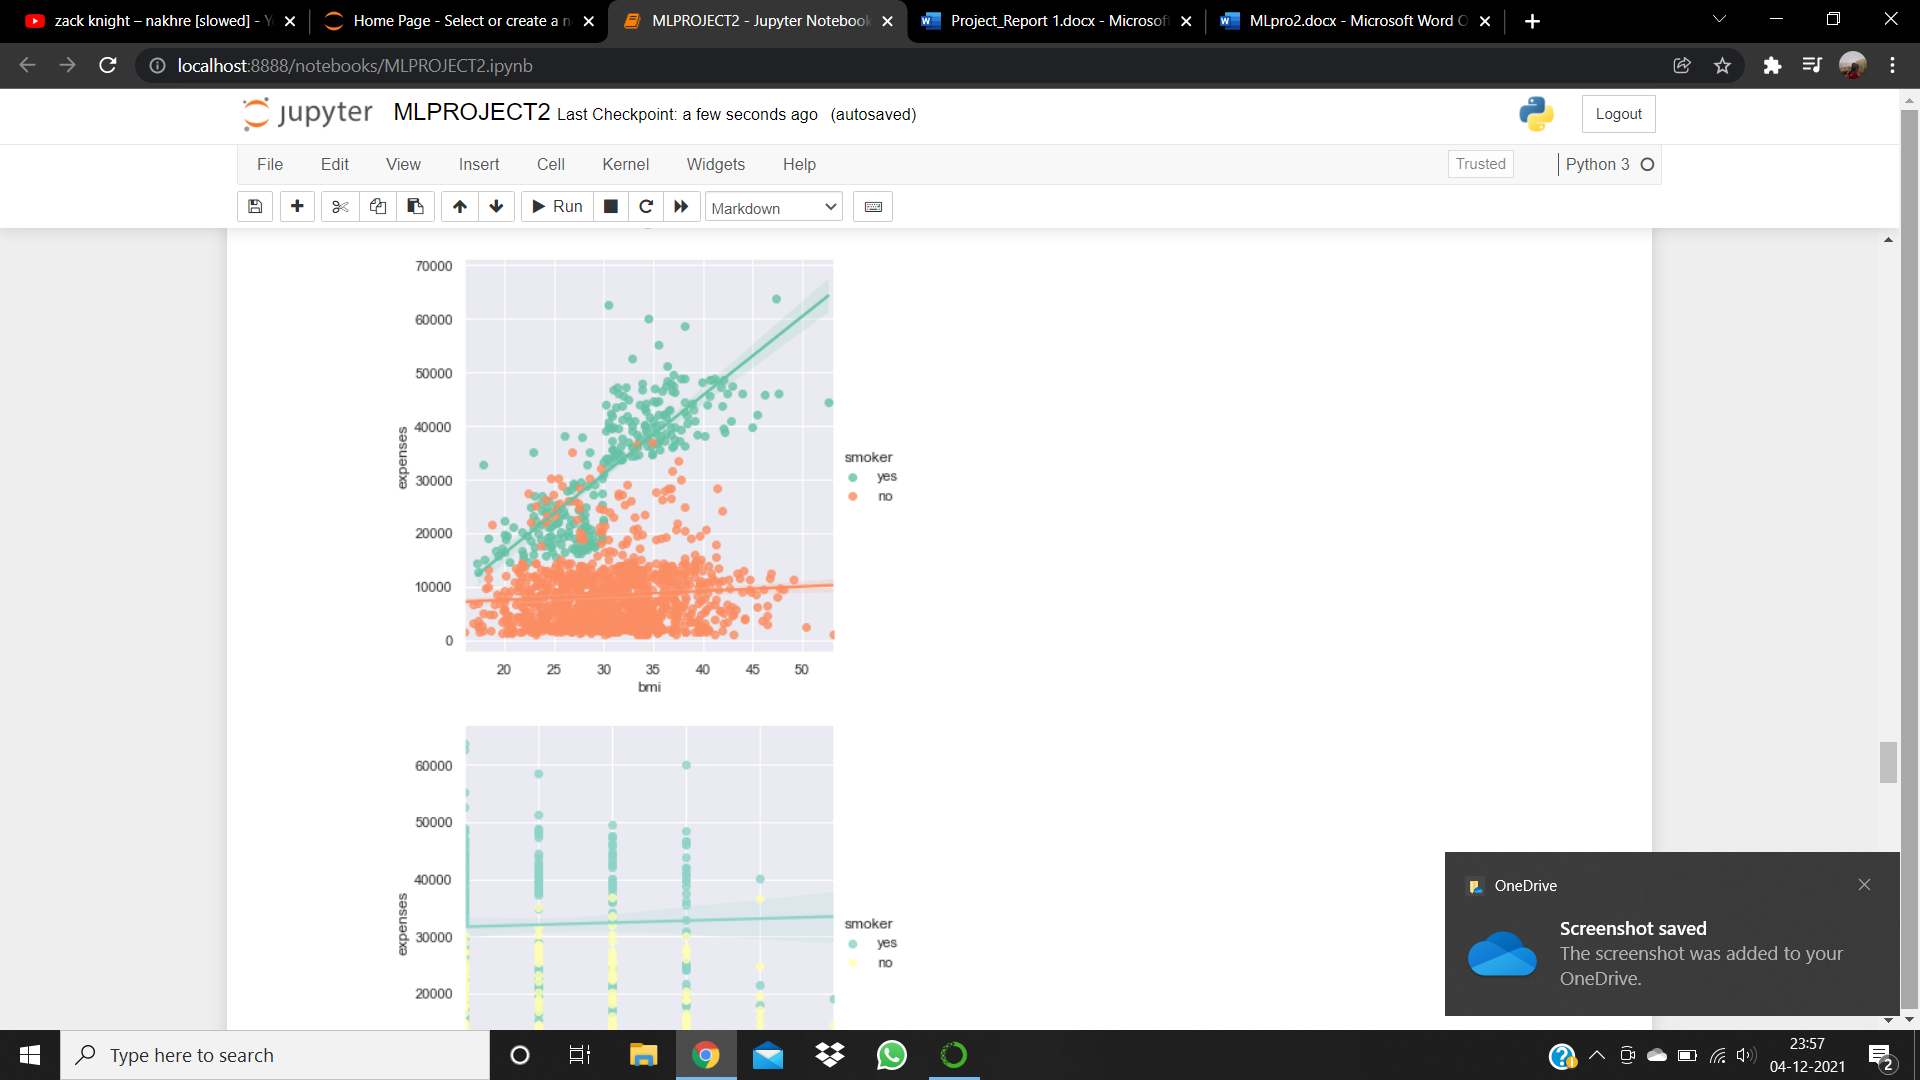 zack knight – nakhre [slowed] - Y
Home Page - Select or create a n
MLPROJECT2 - Jupyter Notebook
Project_Report 1.docx - Microsof
MLpro2.docx - Microsoft Word O
localhost:8888/notebooks/MLPROJECT2.ipynb
jupyter MLPROJECT2 Last Checkpoint: a few seconds ago (autosaved)
Logout
File Edit View Insert Cell Kernel Widgets Help
Trusted
Python 3
Run
Markdown
70000
60000
50000
40000
30000
20000
10000
0
expenses
20 25 30 35 40 45 50
bmi
smoker
yes
no
60000
50000
40000
30000
20000
expenses
smoker
yes
no
OneDrive
Screenshot saved
The screenshot was added to your
OneDrive.
Type here to search
23:57
04-12-2021
2